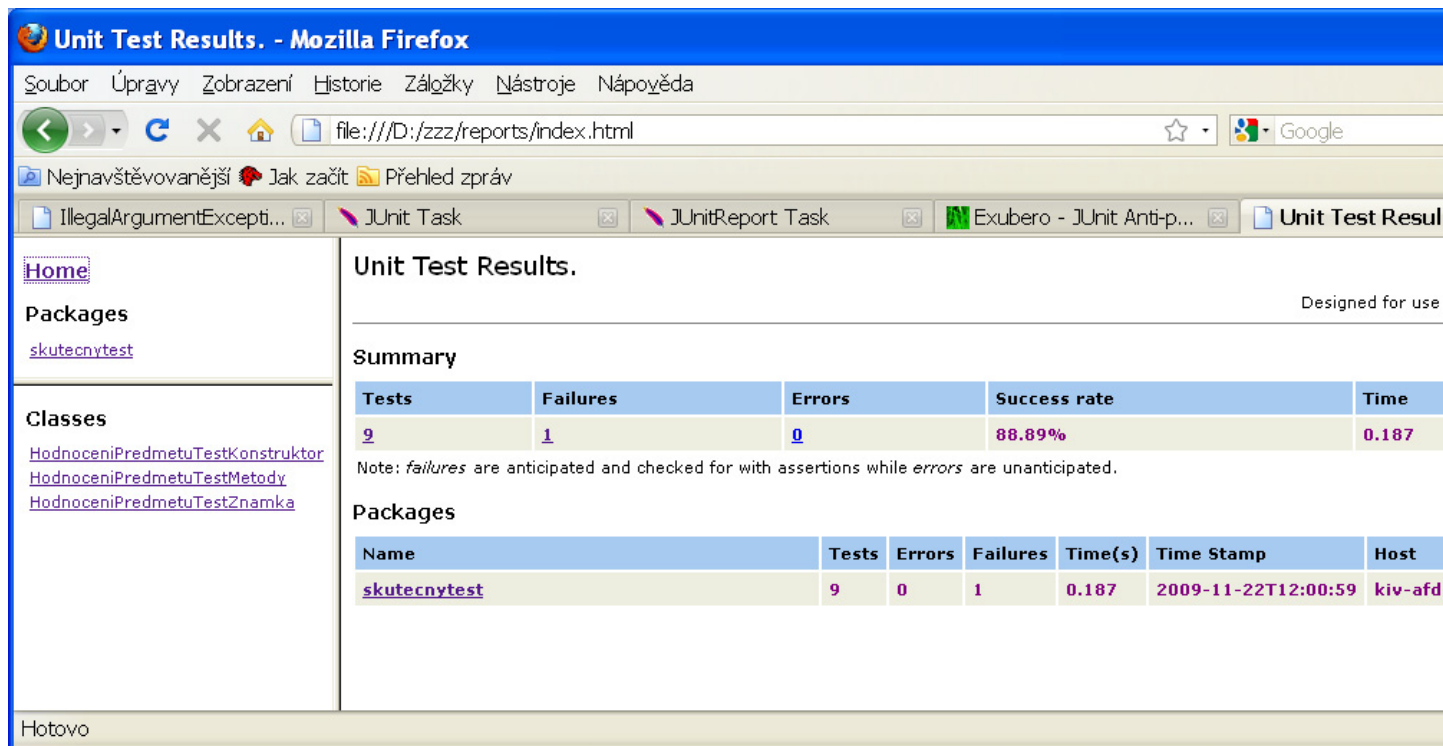 Unit Test Results. - Mozilla Firefox
Soubor Úpravy Zobrazení Historie Záložky Nástroje Nápověda
file:///D:/zzz/reports/index.html Google
Nejnavštěvovanější Jak začít Přehled zpráv
IllegalArgumentExcepti... JUnit Task JUnitReport Task Exubero - JUnit Anti-p... Unit Test Resul
Home
Packages
skutecnytest
Classes
HodnoceniPredmetuTestKonstruktor
HodnoceniPredmetuTestMetody
HodnoceniPredmetuTestZnamka
Unit Test Results.
Designed for use
Summary
Tests Failures Errors Success rate Time
9 1 0 88.89% 0.187
Note: failures are anticipated and checked for with assertions while errors are unanticipated.
Packages
Name Tests Errors Failures Time(s) Time Stamp Host
skutecnytest 9 0 1 0.187 2009-11-22T12:00:59 kiv-afd
Hotovo